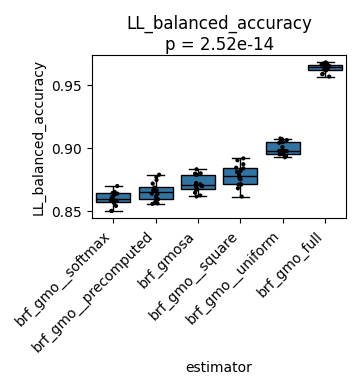 LL_balanced_accuracy
p = 2.52e-14
LL_balanced_accuracy
0.95
0.90
0.85
brf_gmo__softmax
brf_gmo__precomputed
brf_gmosa
brf_gmo__square
brf_gmo__uniform
brf_gmo_full
estimator